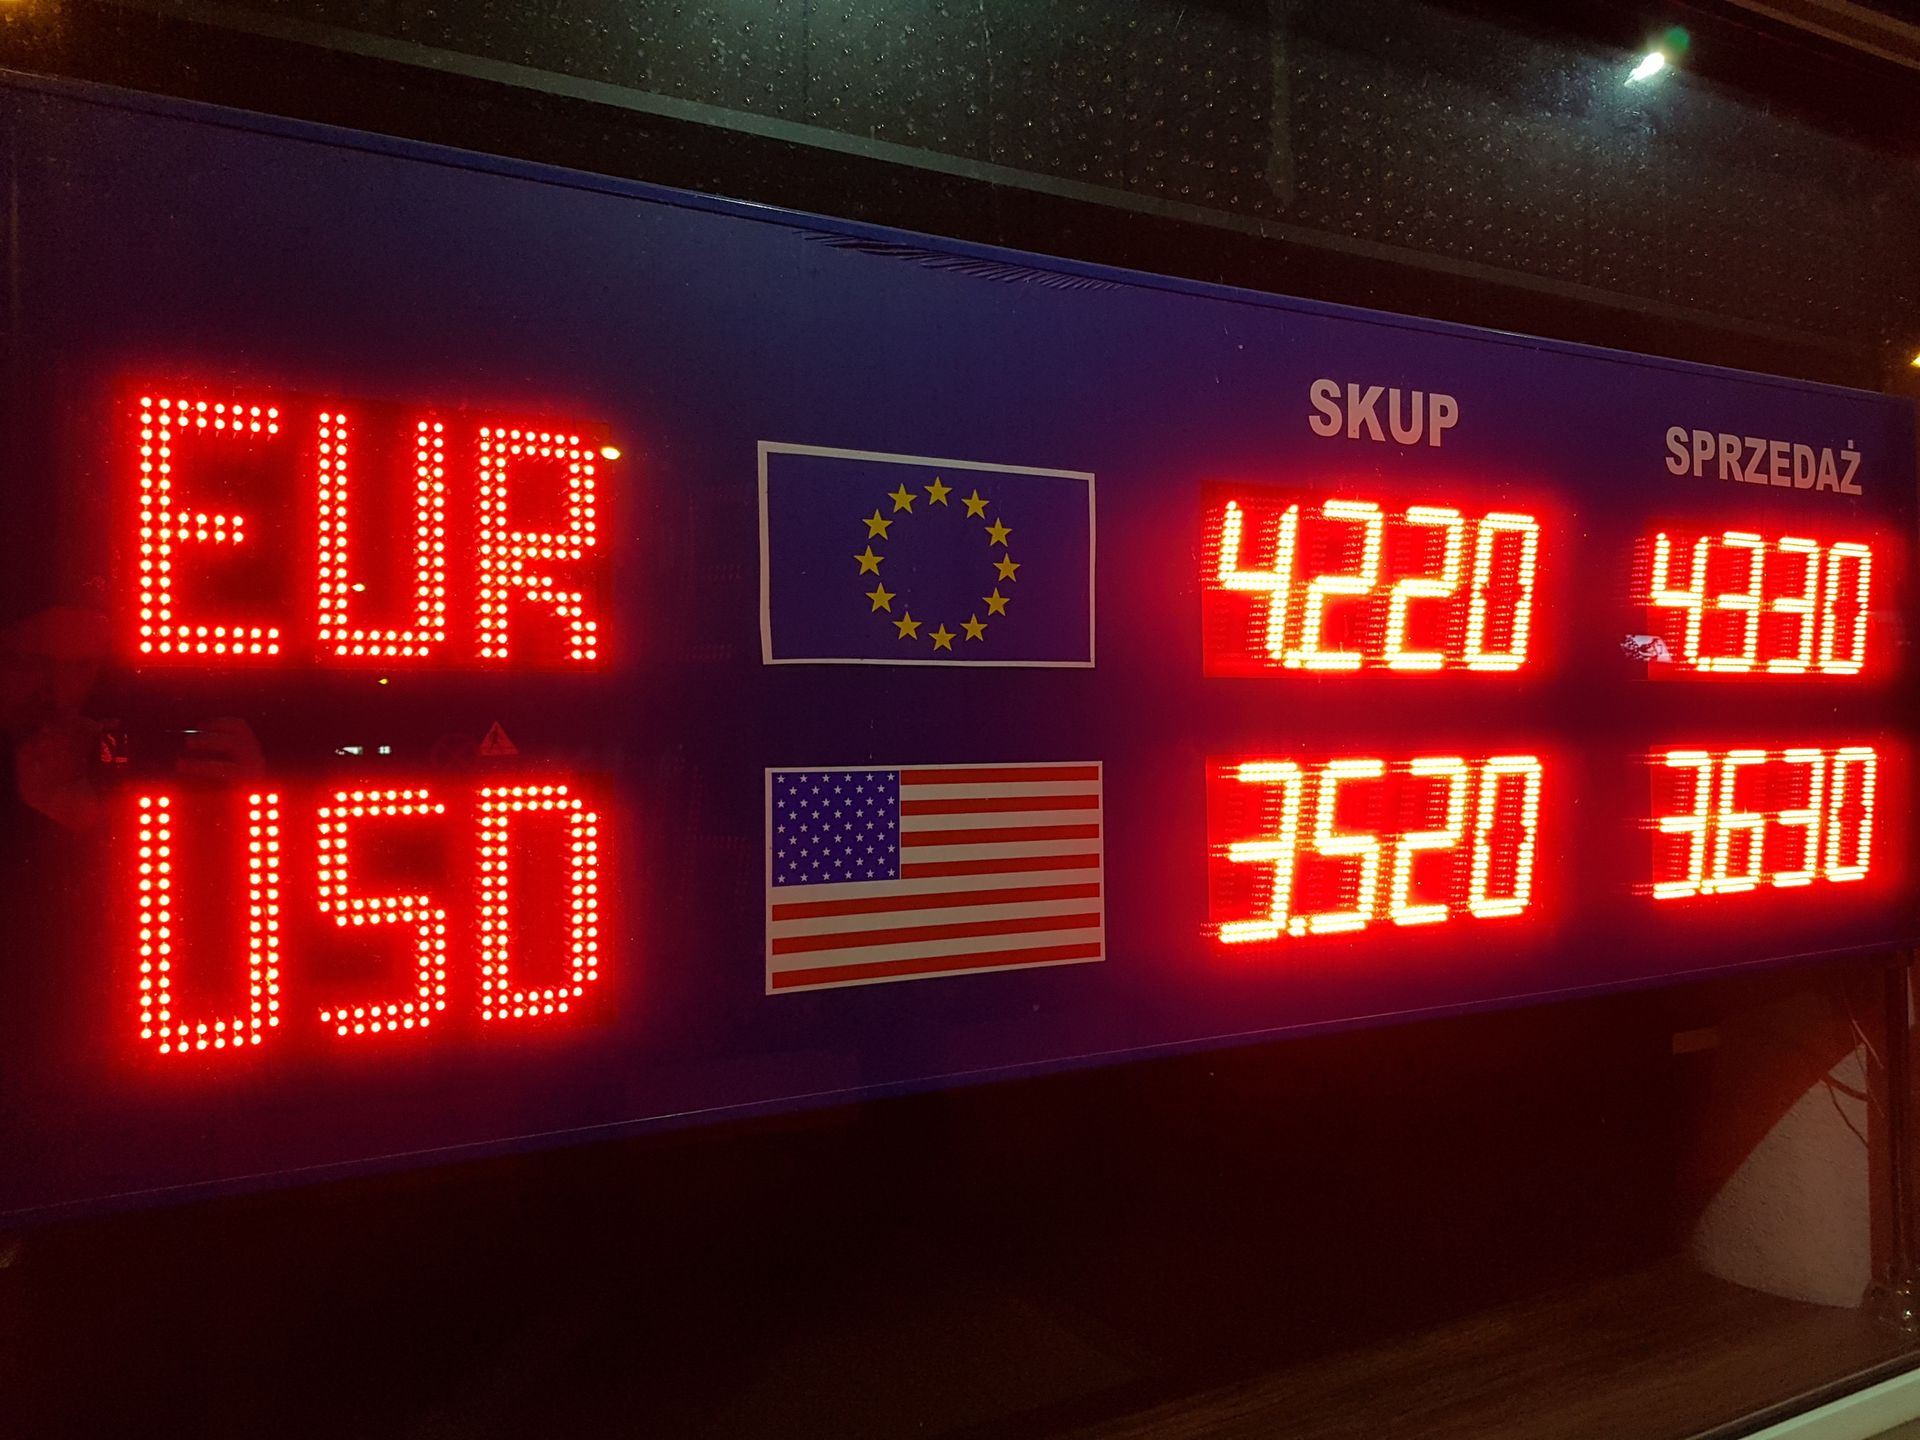 SKUP SPRZEDAŻ
EUR 4.220 4.330
USD 3.520 3.630